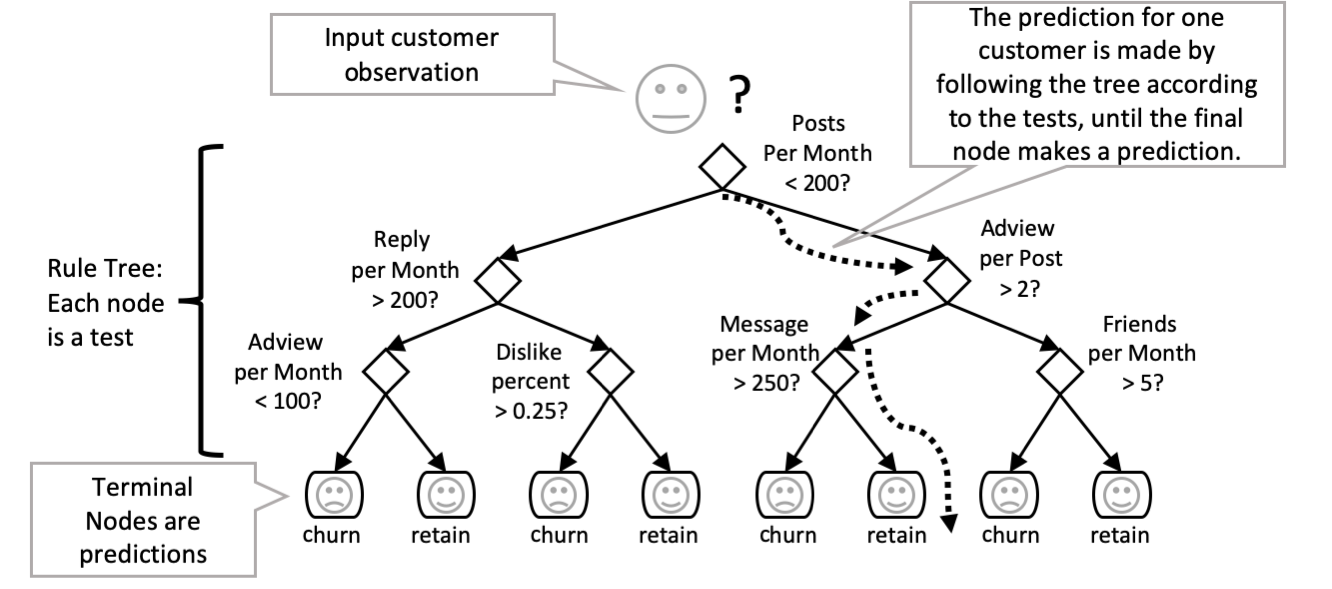 Input customer
observation
?
The prediction for one
customer is made by
following the tree according
to the tests, until the final
node makes a prediction.
Posts
Per Month
< 200?
Rule Tree:
Each node
is a test
Reply
per Month
> 200?
Adview
per Post
> 2?
Adview
per Month
< 100?
Dislike
percent
> 0.25?
Message
per Month
> 250?
Friends
per Month
> 5?
Terminal
Nodes are
predictions
churn
retain
churn
retain
churn
retain
churn
retain